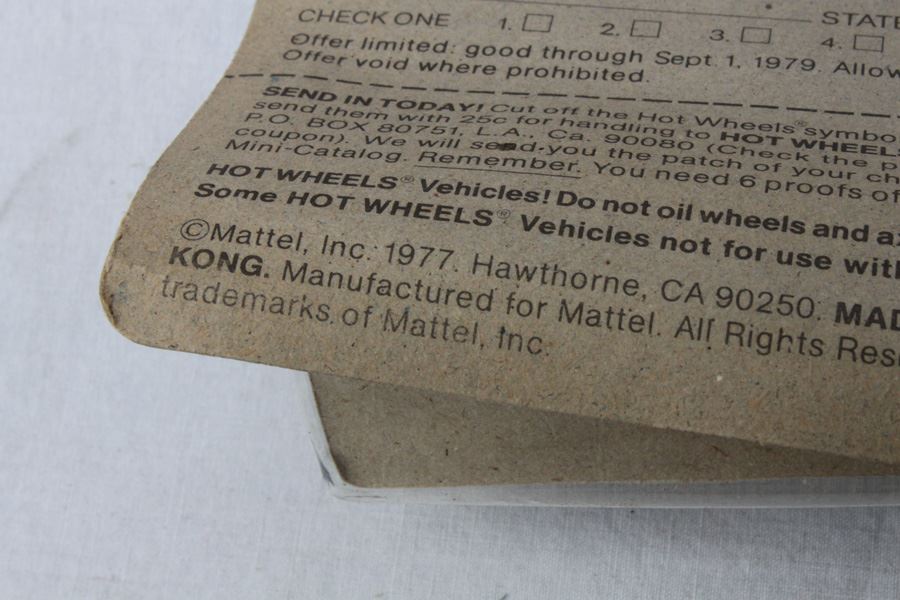 CHECK ONE 1. 2. 3. 4. STATE
Offer limited: good through Sept. 1, 1979. Allow
Offer void where prohibited.
SEND IN TODAY! Cut off the Hot Wheels® symbo
send them with 25c for handling to HOT WHEELS
P.O. BOX 80751, L.A., Ca. 90080 (Check the p
coupon). We will send you the patch of your ch
Mini-Catalog. Remember. You need 6 proofs of
HOT WHEELS® Vehicles! Do not oil wheels and ax
Some HOT WHEELS® Vehicles not for use with
©Mattel, Inc. 1977. Hawthorne, CA 90250. MAD
KONG. Manufactured for Mattel. All Rights Res
trademarks of Mattel, Inc.